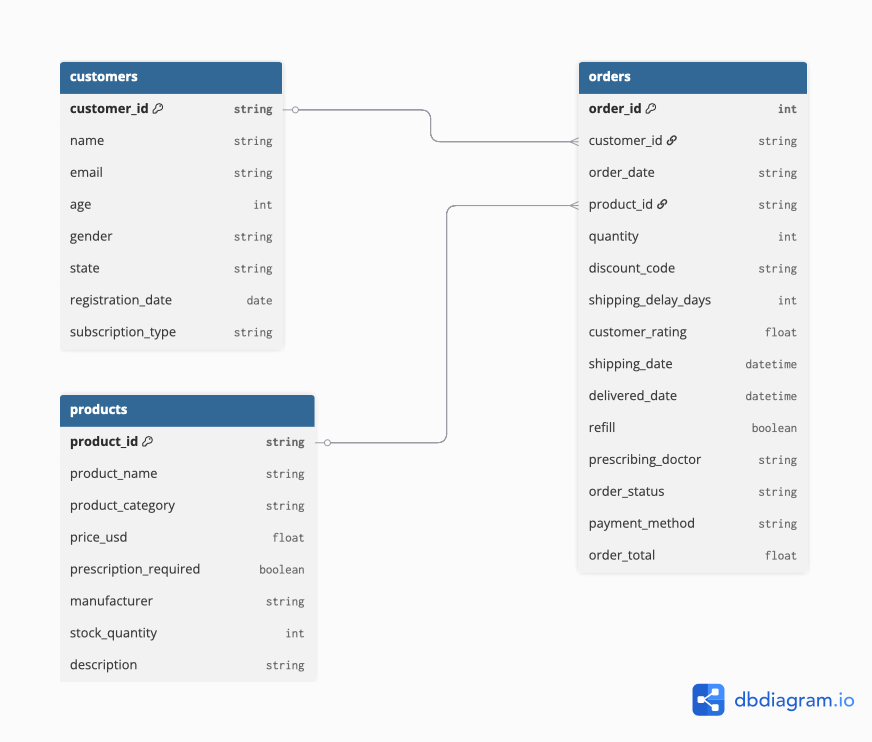 customers
customer_id string
name string
email string
age int
gender string
state string
registration_date date
subscription_type string
orders
order_id int
customer_id string
order_date string
product_id string
quantity int
discount_code string
shipping_delay_days int
customer_rating float
shipping_date datetime
delivered_date datetime
refill boolean
prescribing_doctor string
order_status string
payment_method string
order_total float
products
product_id string
product_name string
product_category string
price_usd float
prescription_required boolean
manufacturer string
stock_quantity int
description string
dbdiagram.io